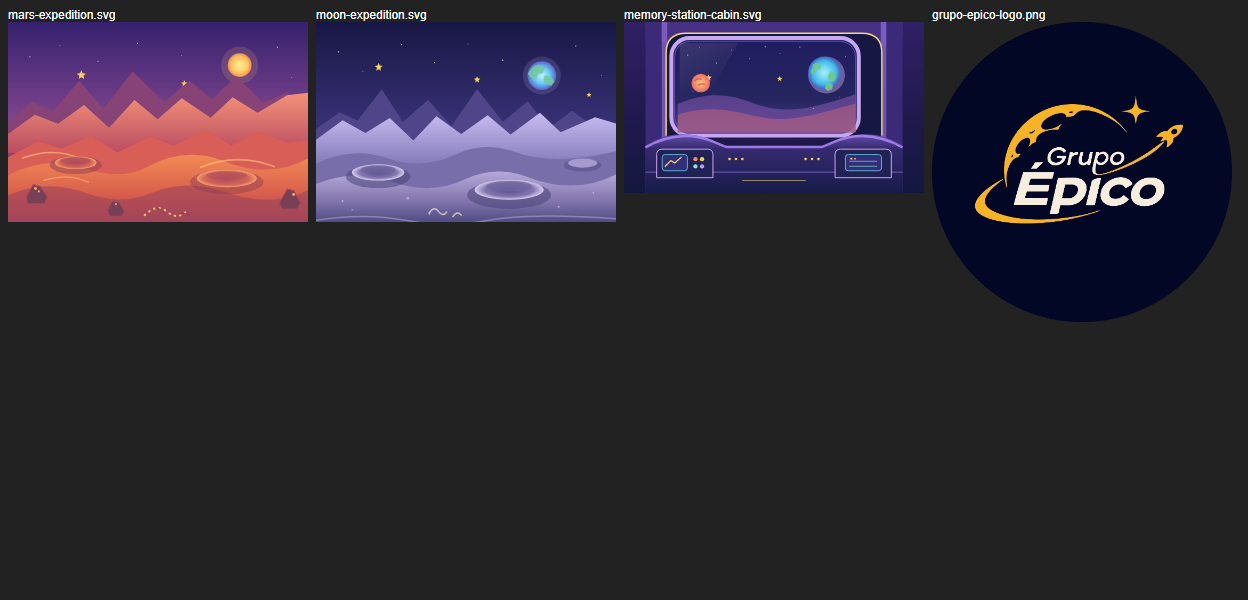 mars-expedition.svg
moon-expedition.svg
memory-station-cabin.svg
grupo-epico-logo.png
Grupo
Épico